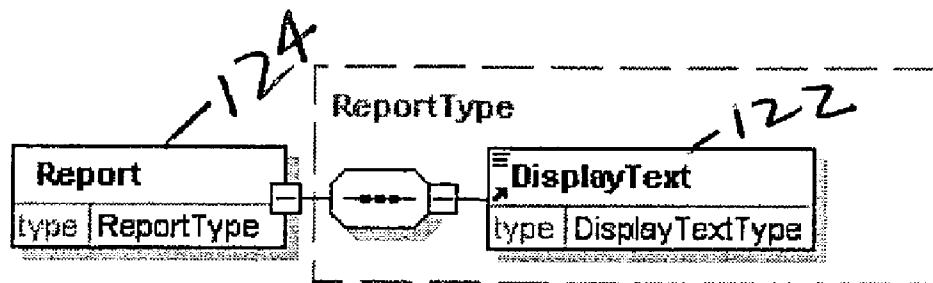 124
ReportType
122
Report
type ReportType
DisplayText
type DisplayTextType